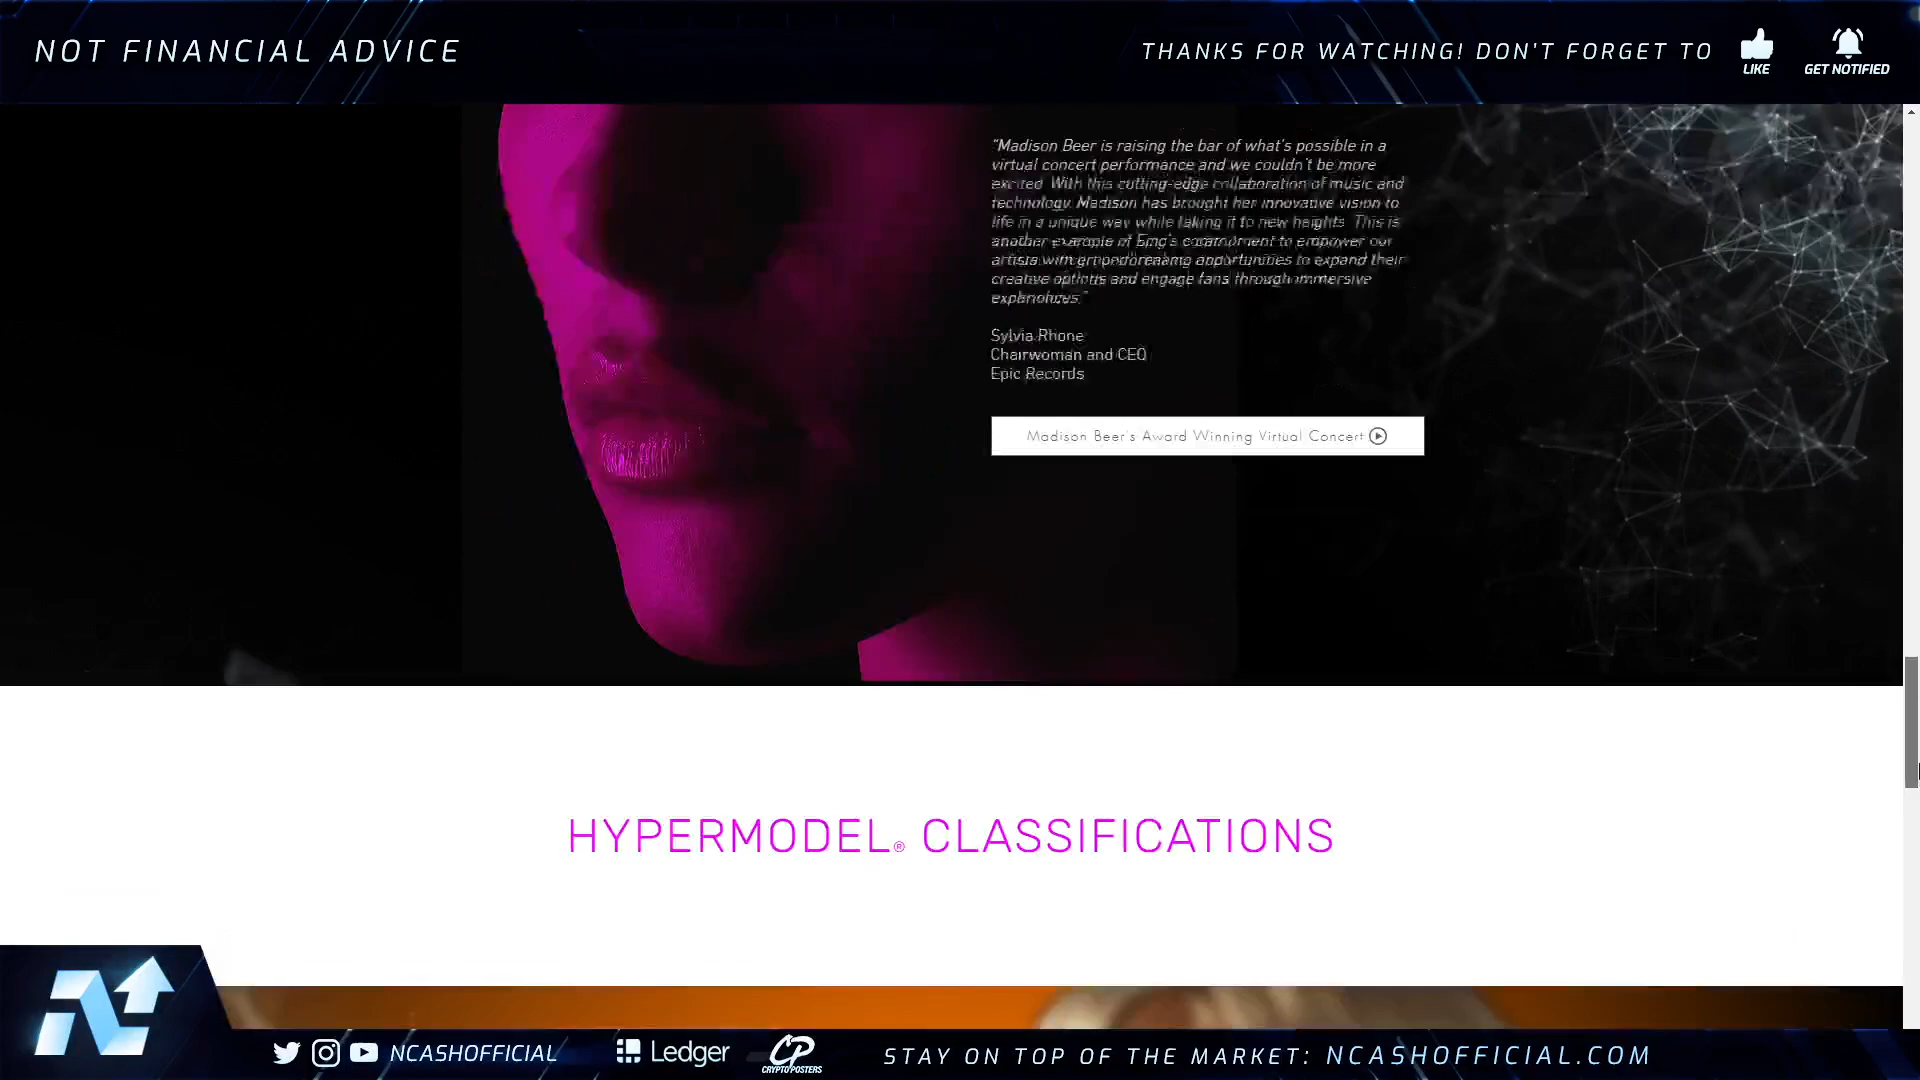 NOT FINANCIAL ADVICE
THANKS FOR WATCHING! DON'T FORGET TO
LIKE
GET NOTIFIED
"Madison Beer is raising the bar of what's possible in a
virtual concert performance and we couldn't be more
excited. With this cutting-edge collaboration of music and
technology Madison has brought her innovative vision to
life in a unique way while taking it to new heights. This is
another example of Epic's commitment to empower our
artists with opportunities to expand their
creative options and engage fans through immersive
experiences."
Sylvia Rhone
Chairwoman and CEO
Epic Records
Madison Beer's Award Winning Virtual Concert
HYPERMODEL® CLASSIFICATIONS
NCASHOFFICIAL
Ledger
CP
CRYPTO POSTERS
STAY ON TOP OF THE MARKET: NCASHOFFICIAL.COM